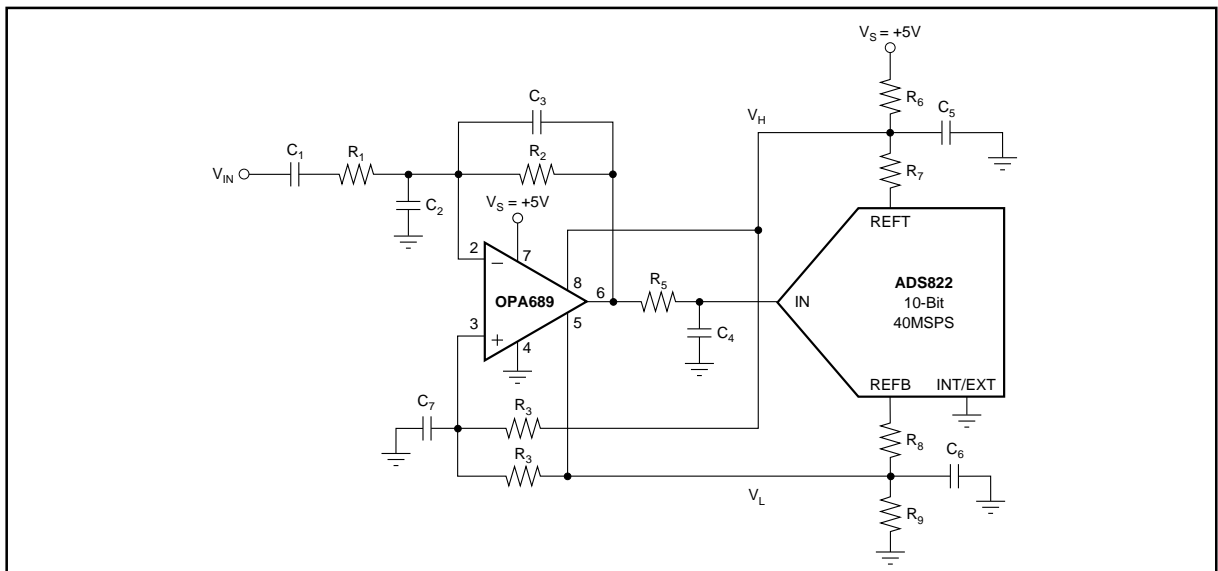 V_S = +5V
R_6
C_5
V_H
C_3
R_2
R_7
C_1
R_1
V_IN
C_2
V_S = +5V
REFT
2
7
−
8
OPA689
6
R_5
IN
ADS822
10-Bit
40MSPS
3
+
5
4
C_4
REFB
INT/EXT
C_7
R_3
R_3
R_8
C_6
V_L
R_9